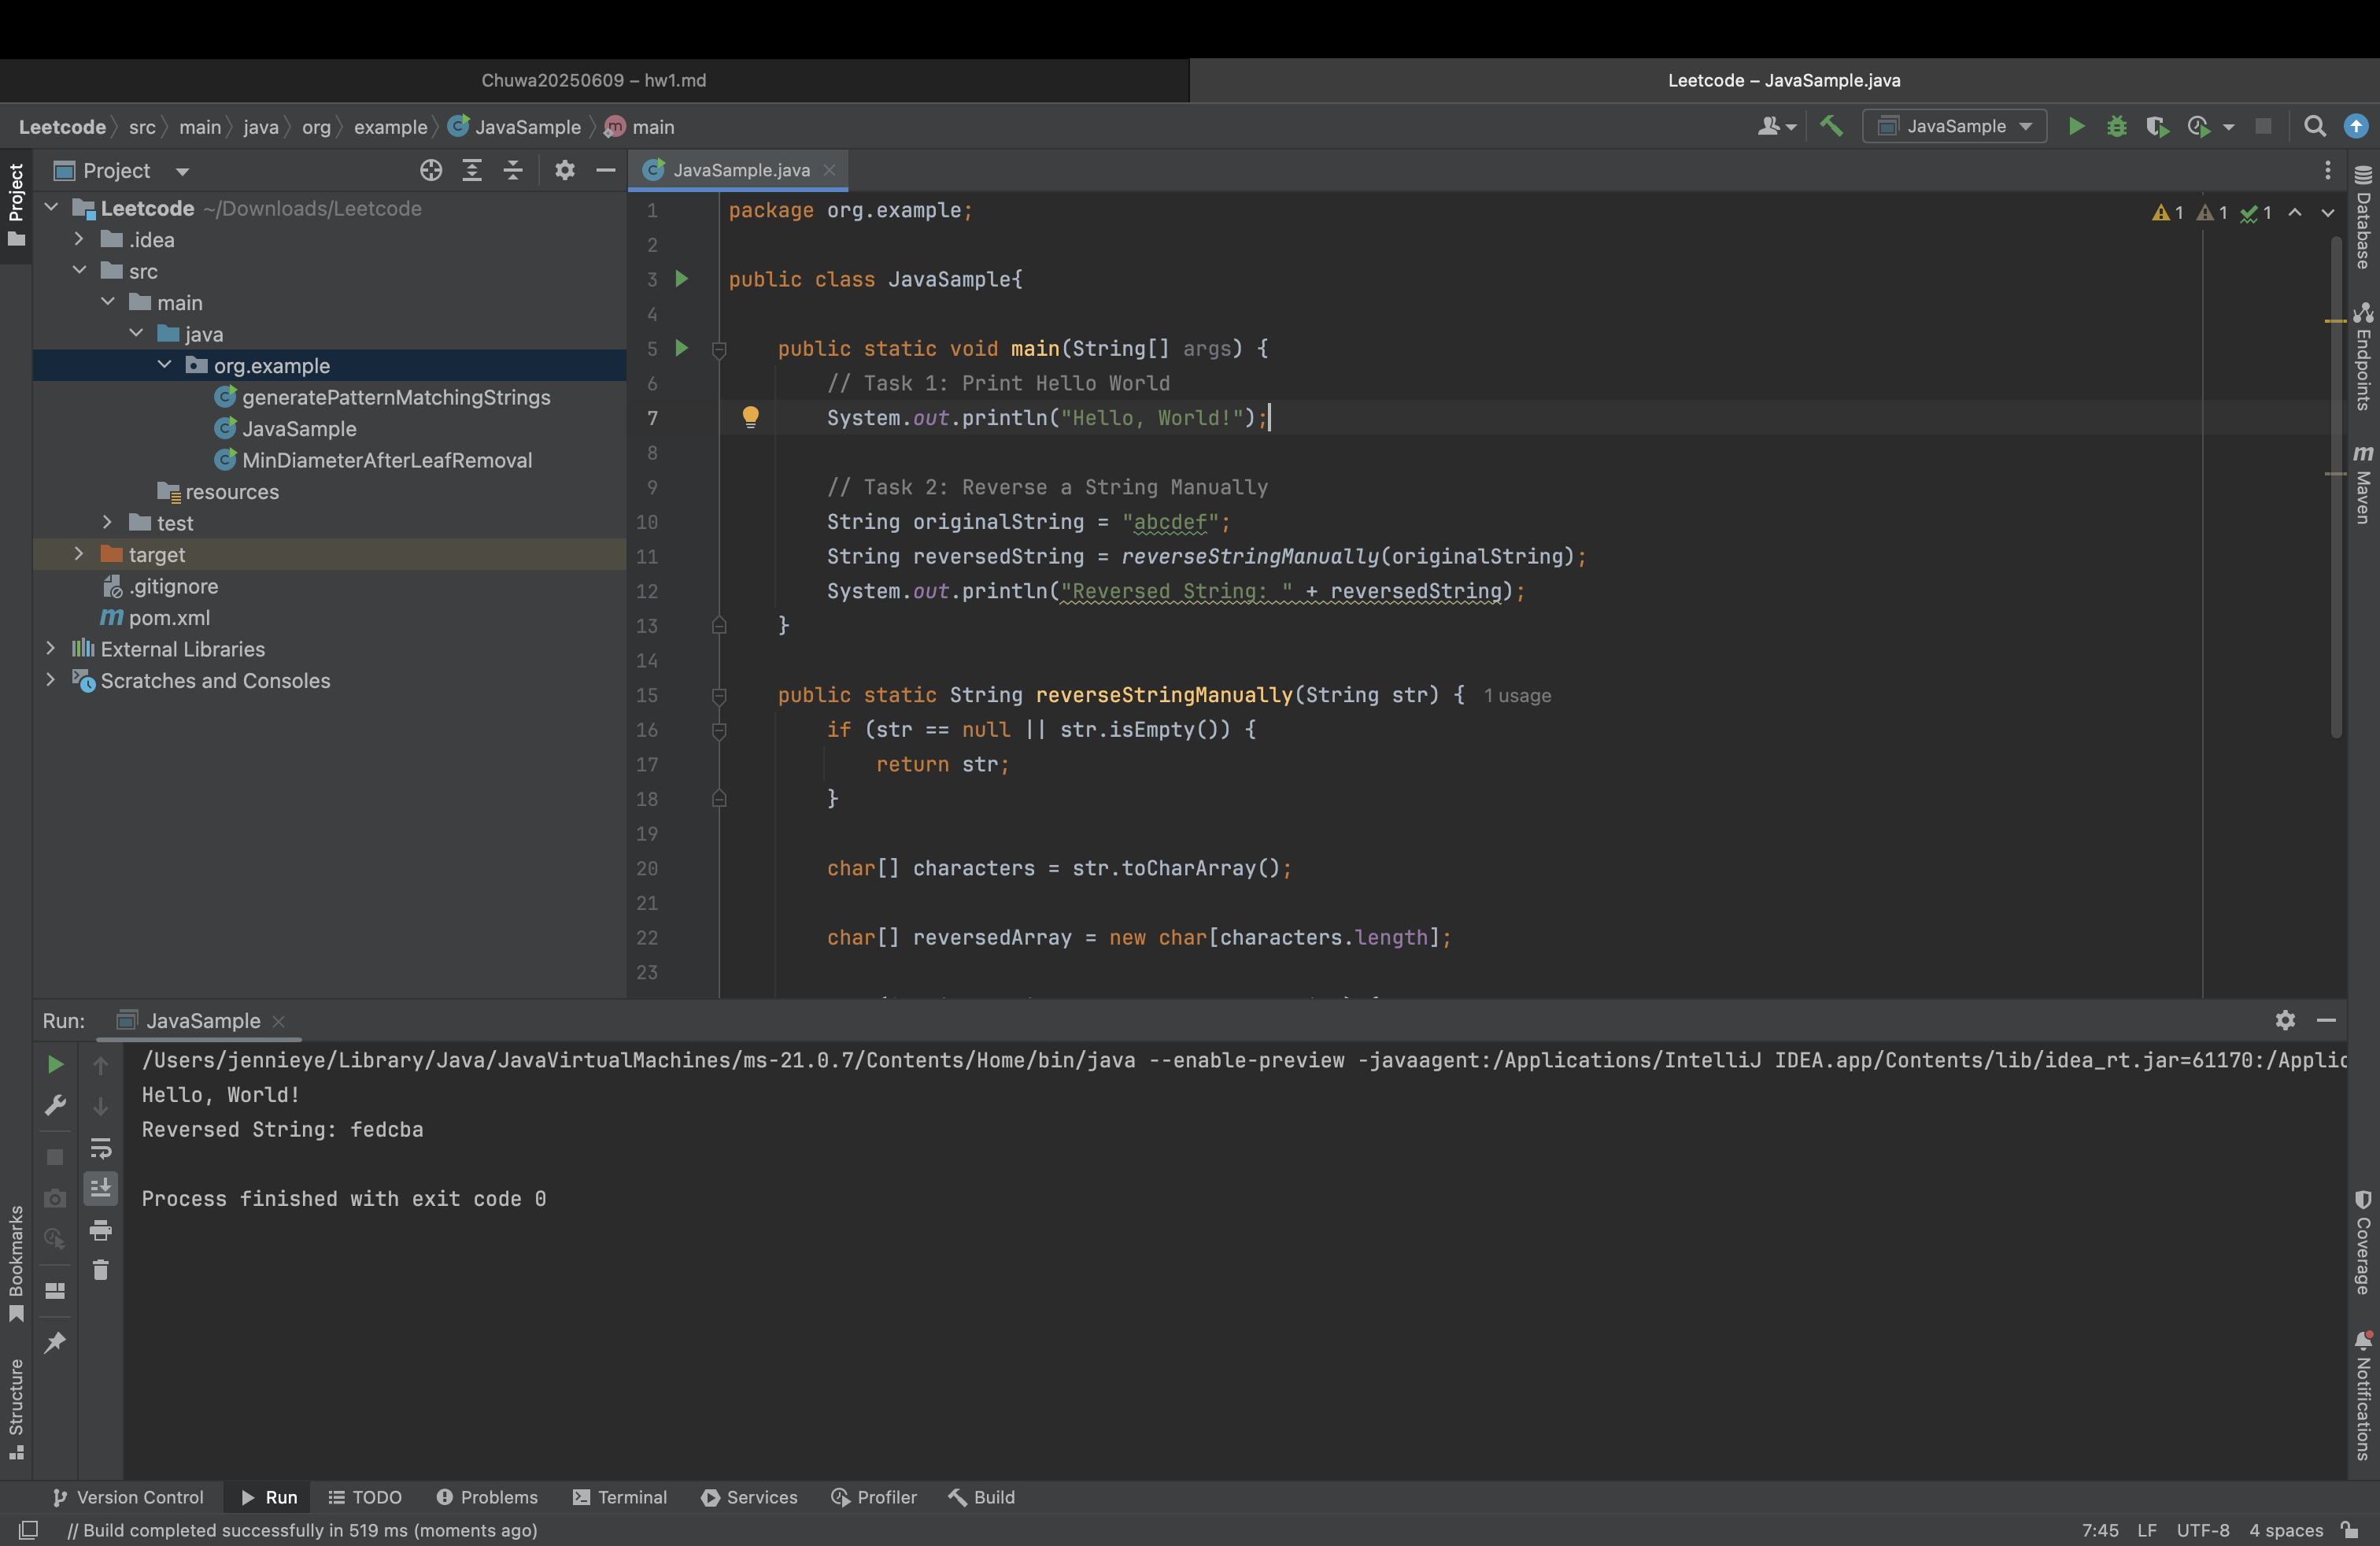 Chuwa20250609 – hw1.md
Leetcode – JavaSample.java
Leetcode src main java org example JavaSample main
JavaSample
Project
Project
JavaSample.java
Leetcode ~/Downloads/Leetcode
.idea
src
main
java
org.example
generatePatternMatchingStrings
JavaSample
MinDiameterAfterLeafRemoval
resources
test
target
.gitignore
pom.xml
External Libraries
Scratches and Consoles
1 package org.example;
2
3 public class JavaSample{
4
5 public static void main(String[] args) {
6 // Task 1: Print Hello World
7 System.out.println("Hello, World!");
8
9 // Task 2: Reverse a String Manually
10 String originalString = "abcdef";
11 String reversedString = reverseStringManually(originalString);
12 System.out.println("Reversed String: " + reversedString);
13 }
14
15 public static String reverseStringManually(String str) { 1 usage
16 if (str == null || str.isEmpty()) {
17 return str;
18 }
19
20 char[] characters = str.toCharArray();
21
22 char[] reversedArray = new char[characters.length];
23
1 1 1
Database
Endpoints
Maven
Run: JavaSample
/Users/jennieye/Library/Java/JavaVirtualMachines/ms-21.0.7/Contents/Home/bin/java --enable-preview -javaagent:/Applications/IntelliJ IDEA.app/Contents/lib/idea_rt.jar=61170:/Applic
Hello, World!
Reversed String: fedcba
Process finished with exit code 0
Bookmarks
Structure
Coverage
Notifications
Version Control Run TODO Problems Terminal Services Profiler Build
// Build completed successfully in 519 ms (moments ago)
7:45 LF UTF-8 4 spaces